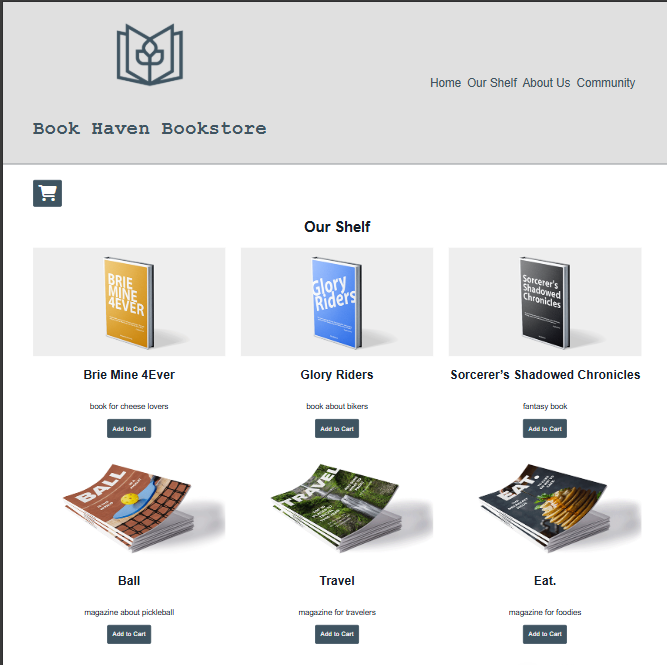 Home Our Shelf About Us Community
Book Haven Bookstore
Our Shelf
BRIE
MINE
4EVER
Glory
Riders
Sorcerer's
Shadowed
Chronicles
Brie Mine 4Ever
Glory Riders
Sorcerer's Shadowed Chronicles
book for cheese lovers
book about bikers
fantasy book
Add to Cart
Add to Cart
Add to Cart
BALL
TRAVEL
EAT.
Ball
Travel
Eat.
magazine about pickleball
magazine for travelers
magazine for foodies
Add to Cart
Add to Cart
Add to Cart